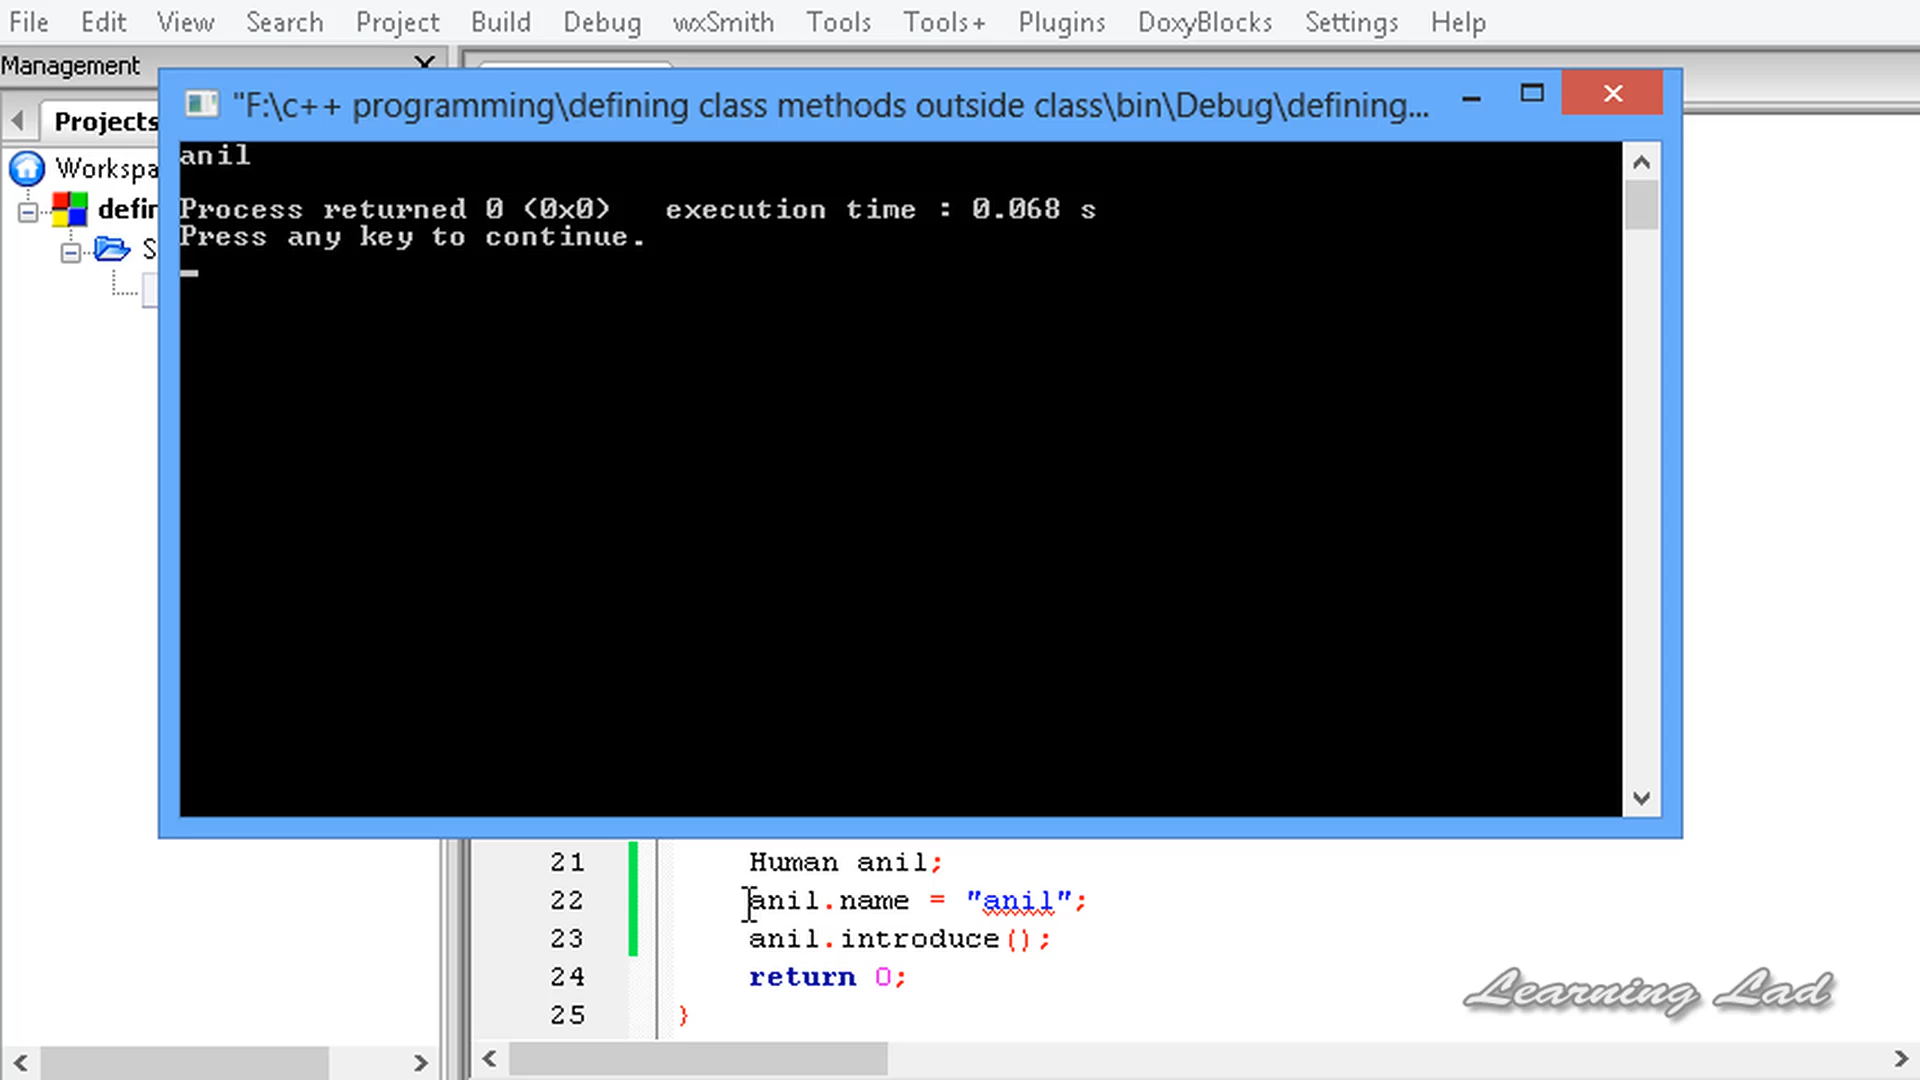 File Edit View Search Project Build Debug wxSmith Tools Tools+ Plugins DoxyBlocks Settings Help
Management
Projects
"F:\c++ programming\defining class methods outside class\bin\Debug\defining...
Workspa
defin
S
anil
Process returned 0 (0x0)   execution time : 0.068 s
Press any key to continue.
21 Human anil;
22 anil.name = "anil";
23 anil.introduce();
24 return 0;
25 }
Learning Lad